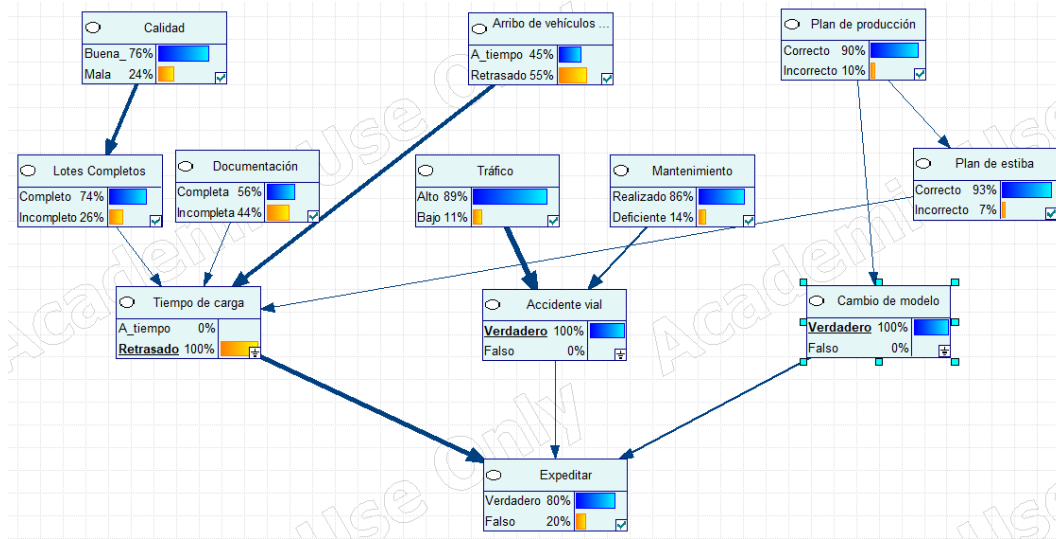 Calidad
Buena_ 76%
Mala 24%
Arribo de vehículos ...
A_tiempo 45%
Retrasado 55%
Plan de producción
Correcto 90%
Incorrecto 10%
Lotes Completos
Completo 74%
Incompleto 26%
Documentación
Completa 56%
Incompleta 44%
Tráfico
Alto 89%
Bajo 11%
Mantenimiento
Realizado 86%
Deficiente 14%
Plan de estiba
Correcto 93%
Incorrecto 7%
Tiempo de carga
A_tiempo 0%
Retrasado 100%
Accidente vial
Verdadero 100%
Falso 0%
Cambio de modelo
Verdadero 100%
Falso 0%
Expeditar
Verdadero 80%
Falso 20%
Academic Use Only